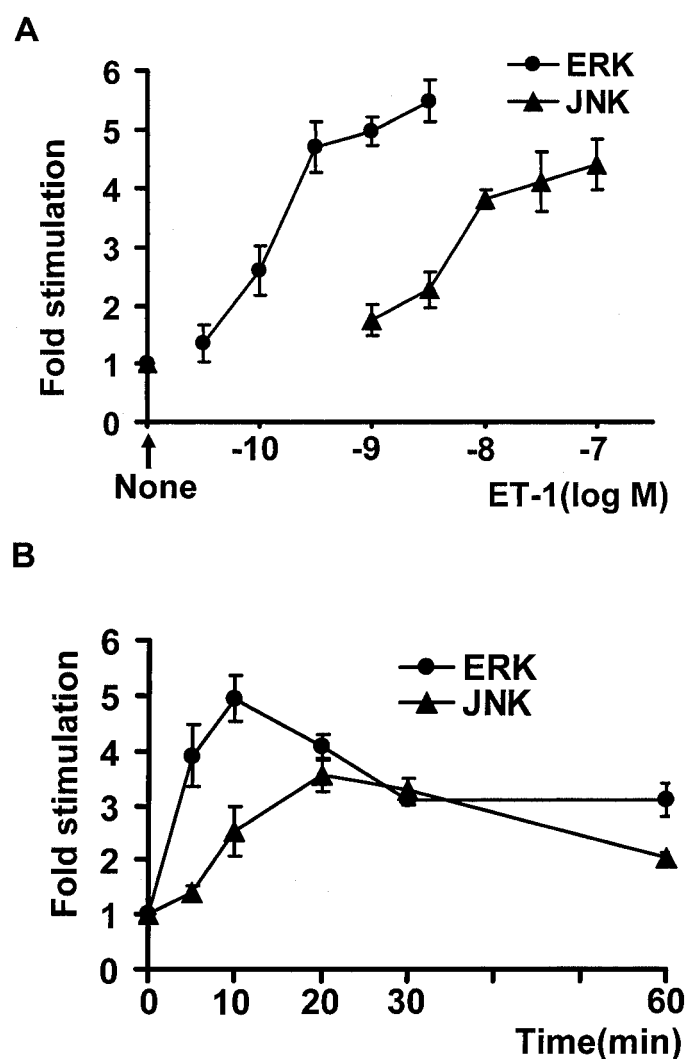 A
ERK
JNK
Fold stimulation
6
5
4
3
2
1
0
-10
-9
-8
-7
None
ET-1(log M)
B
ERK
JNK
Fold stimulation
6
5
4
3
2
1
0
0
10
20
30
60
Time(min)